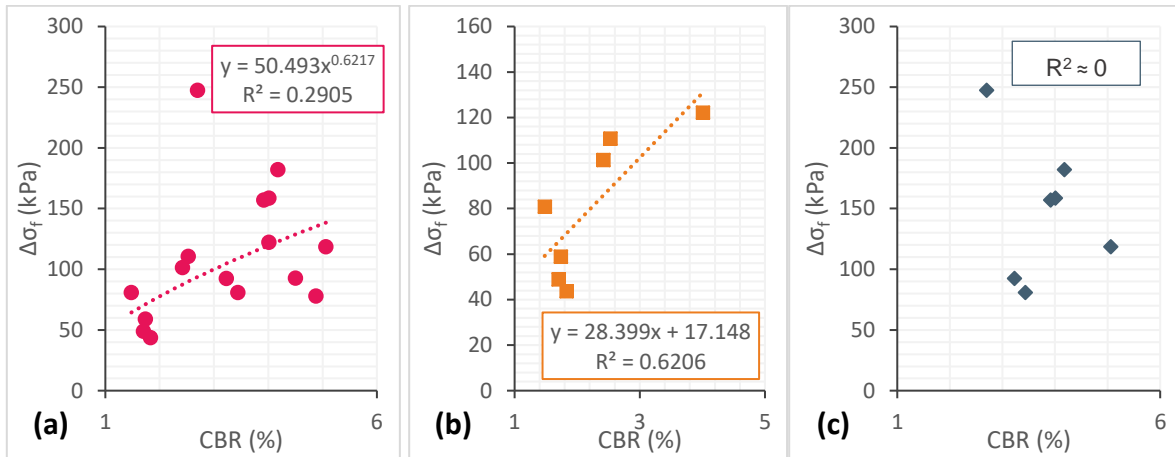 300
250
200
150
100
50
0
Δσf (kPa)
y = 50.493x^0.6217
R² = 0.2905
1
6
CBR (%)
(a)
160
140
120
100
80
60
40
20
0
Δσf (kPa)
y = 28.399x + 17.148
R² = 0.6206
1
3
5
CBR (%)
(b)
300
250
200
150
100
50
0
Δσf (kPa)
R² ≈ 0
1
6
CBR (%)
(c)